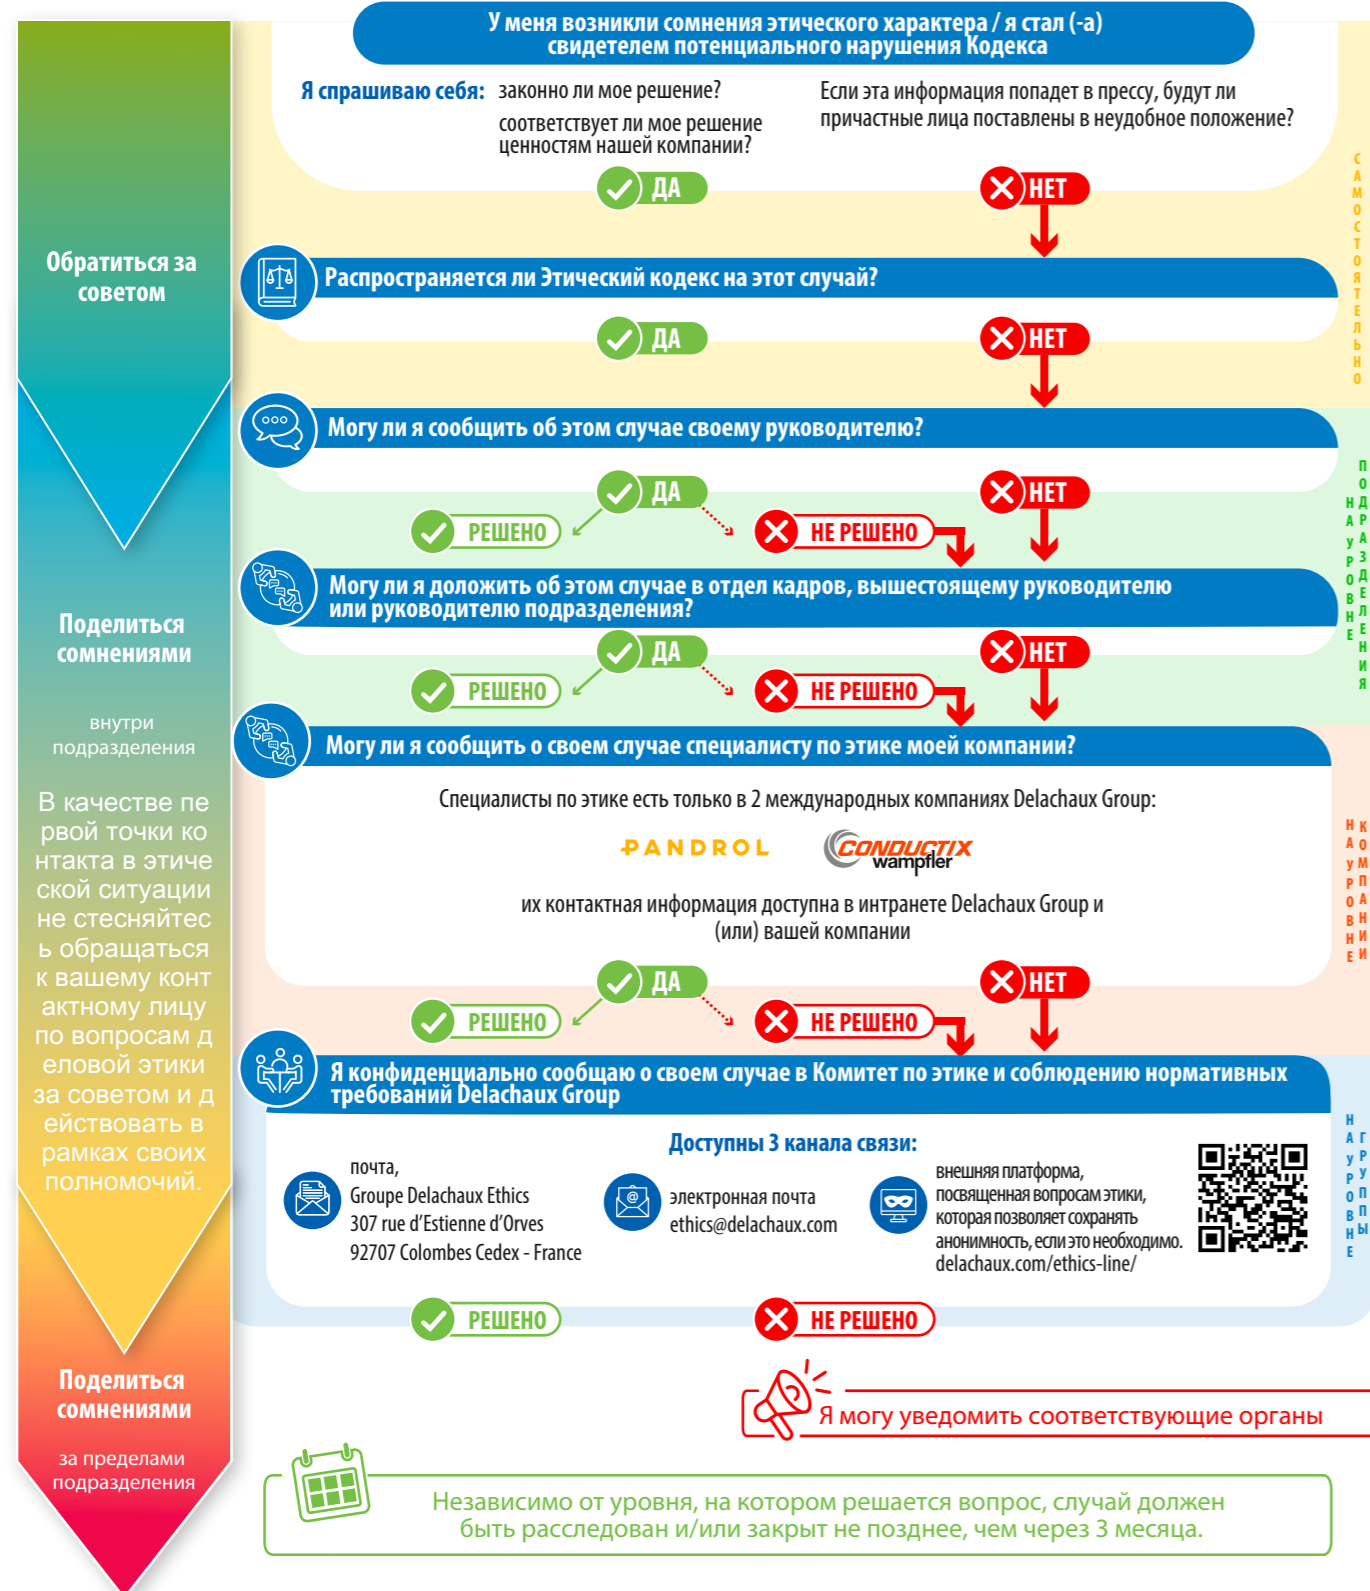 У меня возникли сомнения этического характера / я стал (-а)
свидетелем потенциального нарушения Кодекса
Я спрашиваю себя:
законно ли мое решение?
соответствует ли мое решение
ценностям нашей компании?
Если эта информация попадет в прессу, будут ли
причастные лица поставлены в неудобное положение?
ДА
НЕТ
Распространяется ли Этический кодекс на этот случай?
ДА
НЕТ
САМОСТОЯТЕЛЬНО
Могу ли я сообщить об этом случае своему руководителю?
ДА
НЕТ
РЕШЕНО
НЕ РЕШЕНО
Могу ли я доложить об этом случае в отдел кадров, вышестоящему руководителю
или руководителю подразделения?
ДА
НЕТ
РЕШЕНО
НЕ РЕШЕНО
НА УРОВНЕ
ПОДРАЗДЕЛЕНИЯ
Могу ли я сообщить о своем случае специалисту по этике моей компании?
Специалисты по этике есть только в 2 международных компаниях Delachaux Group:
PANDROL
CONDUCTIX
wampfler
их контактная информация доступна в интранете Delachaux Group и
(или) вашей компании
ДА
НЕТ
РЕШЕНО
НЕ РЕШЕНО
НА УРОВНЕ
КОМПАНИИ
Я конфиденциально сообщаю о своем случае в Комитет по этике и соблюдению нормативных
требований Delachaux Group
Доступны 3 канала связи:
почта,
Groupe Delachaux Ethics
307 rue d’Estienne d’Orves
92707 Colombes Cedex - France
электронная почта
ethics@delachaux.com
внешняя платформа,
посвященная вопросам этики,
которая позволяет сохранять
анонимность, если это необходимо.
delachaux.com/ethics-line/
РЕШЕНО
НЕ РЕШЕНО
НА УРОВНЕ
ГРУППЫ
Я могу уведомить соответствующие органы
Независимо от уровня, на котором решается вопрос, случай должен
быть расследован и/или закрыт не позднее, чем через 3 месяца.
Обратиться за
советом
Поделиться
сомнениями
внутри
подразделения
В качестве пе
рвой точки ко
нтакта в этиче
ской ситуации
не стесняйтес
ь обращаться
к вашему конт
актному лицу
по вопросам д
еловой этики
за советом и д
ействовать в
рамках своих
полномочий.
Поделиться
сомнениями
за пределами
подразделения